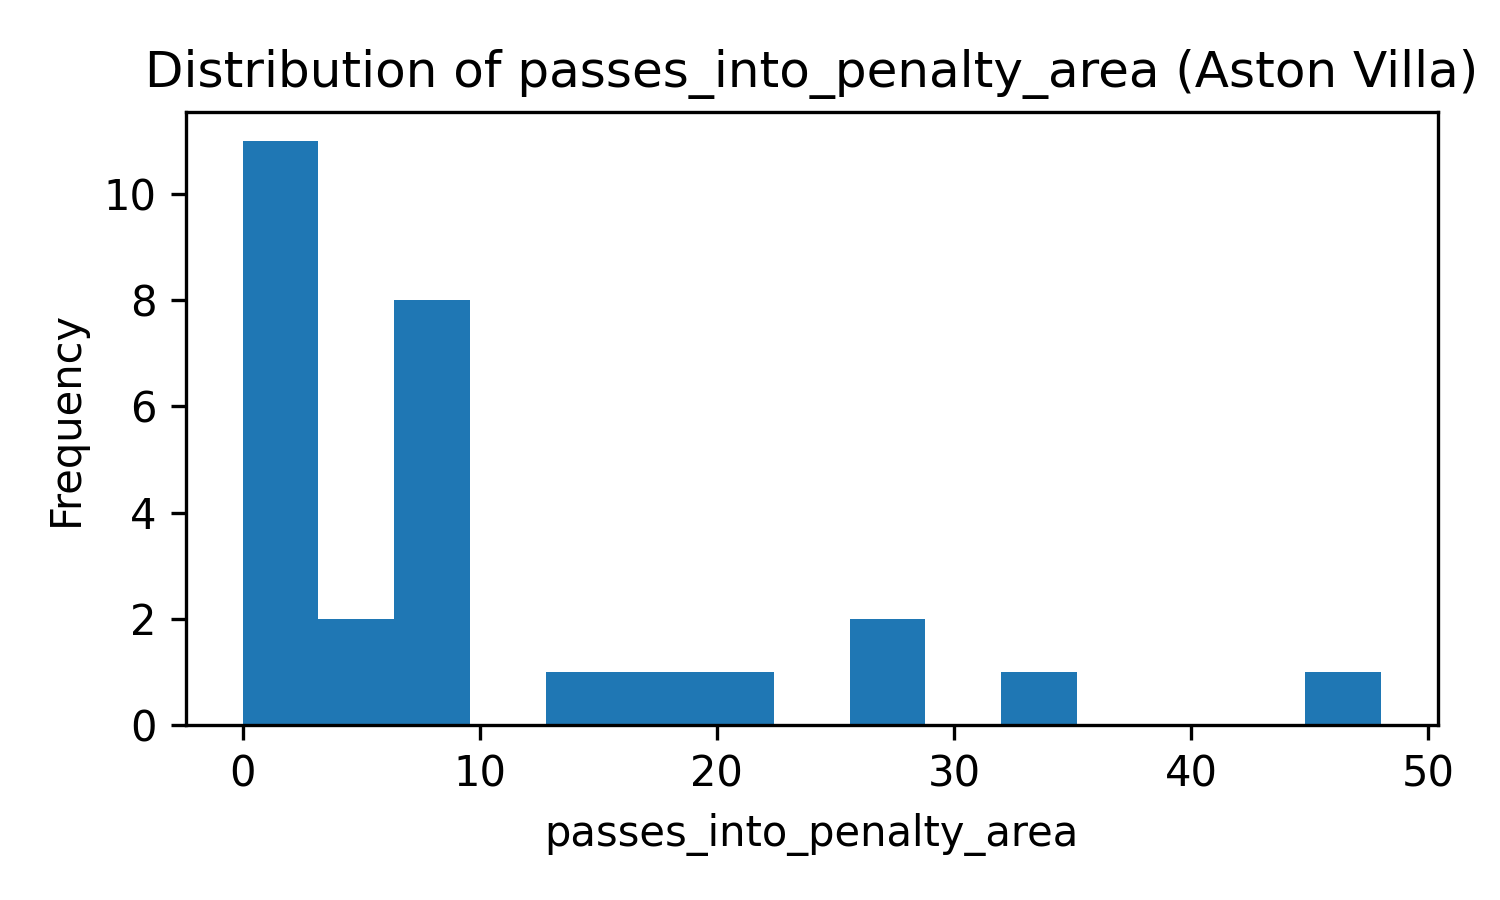 Distribution of passes_into_penalty_area (Aston Villa)
Frequency
10
8
6
4
2
0
0 10 20 30 40 50
passes_into_penalty_area